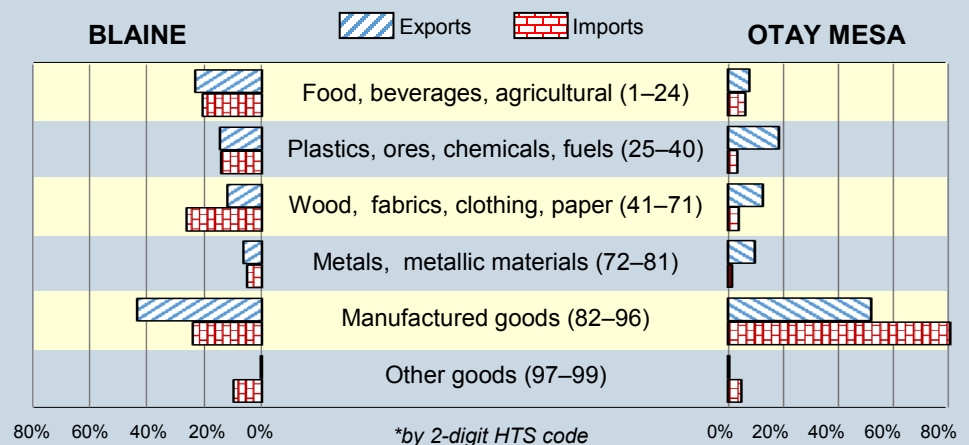 BLAINE Exports Imports OTAY MESA
Food, beverages, agricultural (1–24)
Plastics, ores, chemicals, fuels (25–40)
Wood, fabrics, clothing, paper (41–71)
Metals, metallic materials (72–81)
Manufactured goods (82–96)
Other goods (97–99)
80% 60% 40% 20% 0% *by 2-digit HTS code 0% 20% 40% 60% 80%